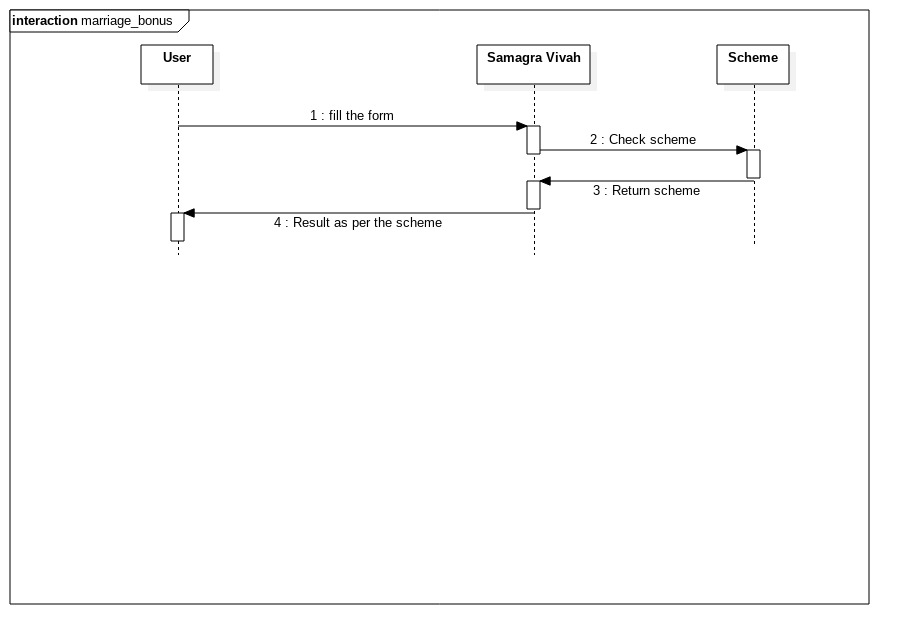 interaction marriage_bonus
User
Samagra Vivah
Scheme
1 : fill the form
2 : Check scheme
3 : Return scheme
4 : Result as per the scheme